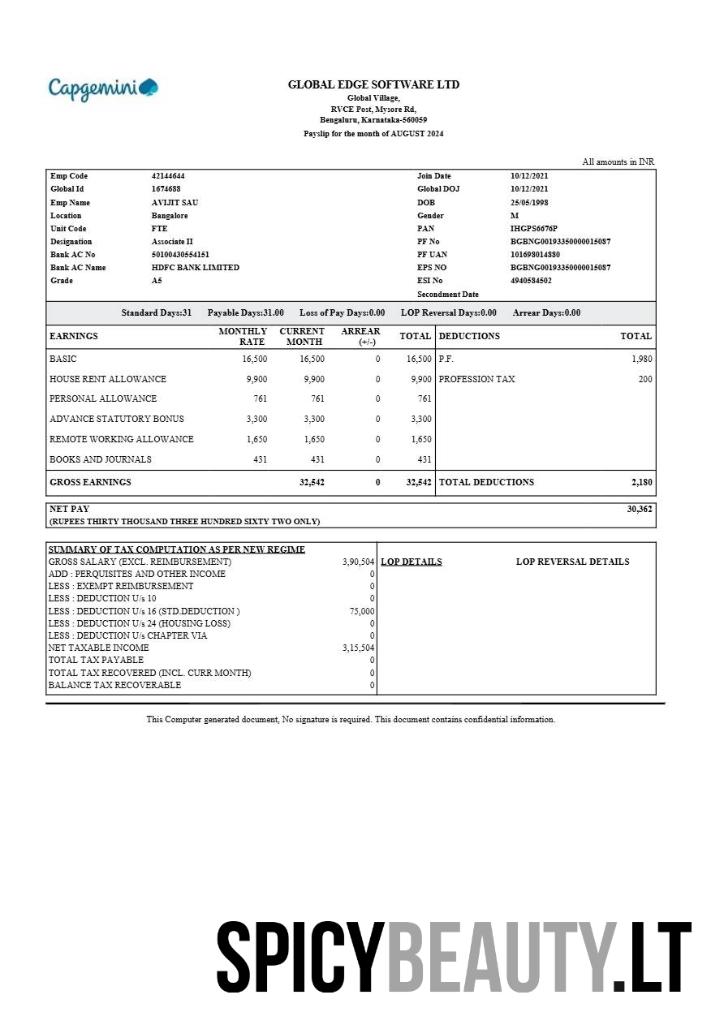 Capgemini
GLOBAL EDGE SOFTWARE LTD
Global Village,
RVCE Post, Mysore Rd,
Bengaluru, Karnataka-560059
Payslip for the month of AUGUST 2024
All amounts in INR
Emp Code 42144644 Join Date 10/12/2021
Global Id 1674688 Global DOJ 10/12/2021
Emp Name AVIJIT SAU DOB 25/05/1998
Location Bangalore Gender M
Unit Code FTE PAN IHGPS6676P
Designation Associate II PF No BGBNG00193350000015087
Bank AC No 50100430554151 PF UAN 101698014880
Bank AC Name HDFC BANK LIMITED EPS NO BGBNG00193350000015087
Grade A5 ESI No 4940584502
Secondment Date
Standard Days:31 Payable Days:31.00 Loss of Pay Days:0.00 LOP Reversal Days:0.00 Arrear Days:0.00
EARNINGS MONTHLY RATE CURRENT MONTH ARREAR (+/-) TOTAL DEDUCTIONS TOTAL
BASIC 16,500 16,500 0 16,500 P.F. 1,980
HOUSE RENT ALLOWANCE 9,900 9,900 0 9,900 PROFESSION TAX 200
PERSONAL ALLOWANCE 761 761 0 761
ADVANCE STATUTORY BONUS 3,300 3,300 0 3,300
REMOTE WORKING ALLOWANCE 1,650 1,650 0 1,650
BOOKS AND JOURNALS 431 431 0 431
GROSS EARNINGS 32,542 0 32,542 TOTAL DEDUCTIONS 2,180
NET PAY 30,362
(RUPEES THIRTY THOUSAND THREE HUNDRED SIXTY TWO ONLY)
SUMMARY OF TAX COMPUTATION AS PER NEW REGIME
GROSS SALARY (EXCL. REIMBURSEMENT) 3,90,504 LOP DETAILS LOP REVERSAL DETAILS
ADD : PERQUISITES AND OTHER INCOME 0
LESS : EXEMPT REIMBURSEMENT 0
LESS : DEDUCTION U/s 10 0
LESS : DEDUCTION U/s 16 (STD.DEDUCTION ) 75,000
LESS : DEDUCTION U/s 24 (HOUSING LOSS) 0
LESS : DEDUCTION U/s CHAPTER VIA 0
NET TAXABLE INCOME 3,15,504
TOTAL TAX PAYABLE 0
TOTAL TAX RECOVERED (INCL. CURR MONTH) 0
BALANCE TAX RECOVERABLE 0
This Computer generated document, No signature is required. This document contains confidential information.
SPICYBEAUTY.LT